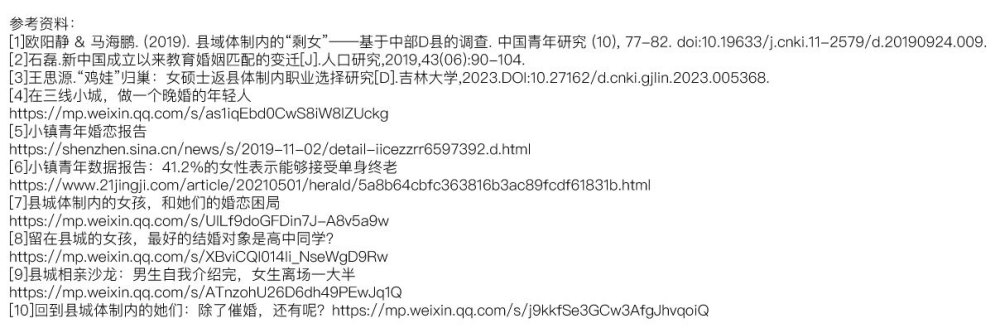 参考资料：
[1]欧阳静 & 马海鹏. (2019). 县域体制内的“剩女”——基于中部D县的调查. 中国青年研究 (10), 77-82. doi:10.19633/j.cnki.11-2579/d.20190924.009.
[2]石磊.新中国成立以来教育婚姻匹配的变迁[J].人口研究,2019,43(06):90-104.
[3]王思源.“鸡娃”归巢：女硕士返县体制内职业选择研究[D].吉林大学,2023.DOI:10.27162/d.cnki.gjlin.2023.005368.
[4]在三线小城，做一个晚婚的年轻人
https://mp.weixin.qq.com/s/as1iqEbd0CwS8iW8lZUckg
[5]小镇青年婚恋报告
https://shenzhen.sina.cn/news/s/2019-11-02/detail-iicezzrr6597392.d.html
[6]小镇青年数据报告：41.2%的女性表示能够接受单身终老
https://www.21jingji.com/article/20210501/herald/5a8b64cbfc363816b3ac89fcdf61831b.html
[7]县城体制内的女孩，和她们的婚恋困局
https://mp.weixin.qq.com/s/UlLf9doGFDin7J-A8v5a9w
[8]留在县城的女孩，最好的结婚对象是高中同学？
https://mp.weixin.qq.com/s/XBviCQl014li_NseWgD9Rw
[9]县城相亲沙龙：男生自我介绍完，女生离场一大半
https://mp.weixin.qq.com/s/ATnzohU26D6dh49PEwJq1Q
[10]回到县城体制内的她们：除了催婚，还有呢？https://mp.weixin.qq.com/s/j9kkfSe3GCw3AfgJhvqoiQ